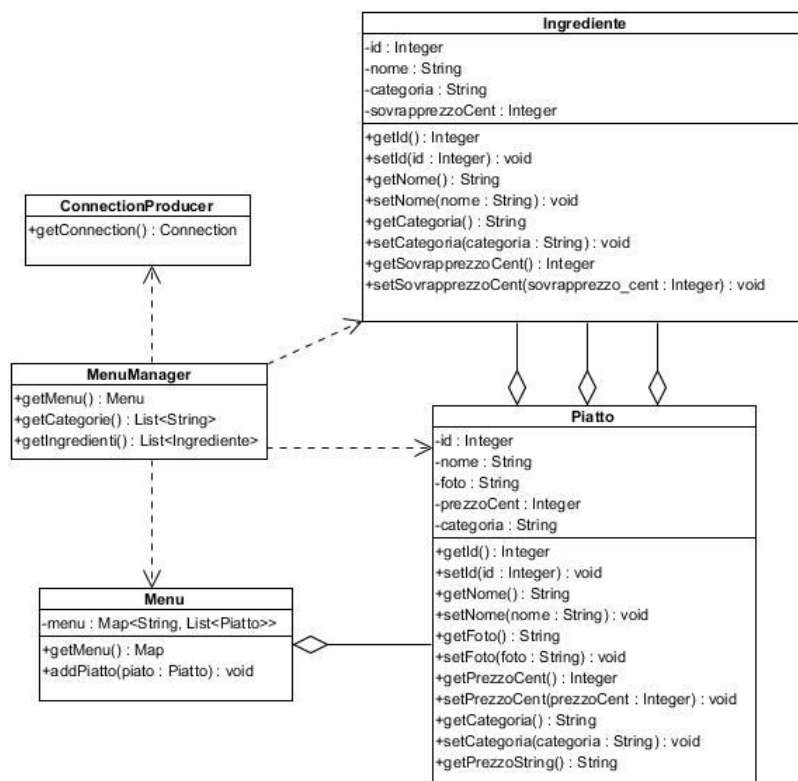 Ingrediente
-id : Integer
-nome : String
-categoria : String
-sovrapprezzoCent : Integer
+getId() : Integer
+setId(id : Integer) : void
+getNome() : String
+setNome(nome : String) : void
+getCategoria() : String
+setCategoria(categoria : String) : void
+getSovrapprezzoCent() : Integer
+setSovrapprezzoCent(sovrapprezzo_cent : Integer) : void
ConnectionProducer
+getConnection() : Connection
MenuManager
+getMenu() : Menu
+getCategorie() : List<String>
+getIngredienti() : List<Ingrediente>
Piatto
-id : Integer
-nome : String
-foto : String
-prezzoCent : Integer
-categoria : String
+getId() : Integer
+setId(id : Integer) : void
+getNome() : String
+setNome(nome : String) : void
+getFoto() : String
+setFoto(foto : String) : void
+getPrezzoCent() : Integer
+setPrezzoCent(prezzoCent : Integer) : void
+getCategoria() : String
+setCategoria(categoria : String) : void
+getPrezzoString() : String
Menu
-menu : Map<String, List<Piatto>>
+getMenu() : Map
+addPiatto(piato : Piatto) : void